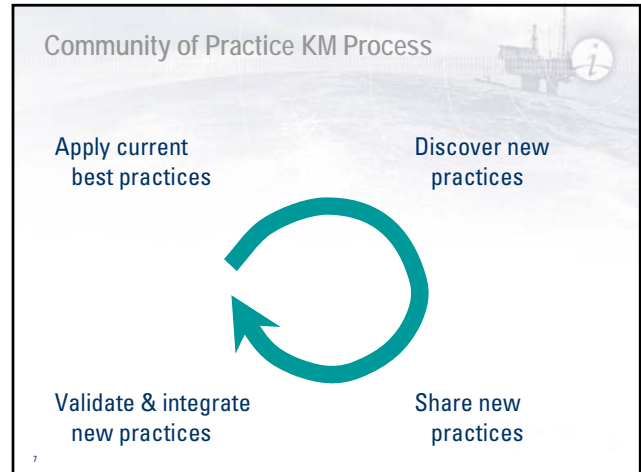 Community of Practice KM Process
i
Apply current
best practices
Discover new
practices
Validate & integrate
new practices
Share new
practices
7